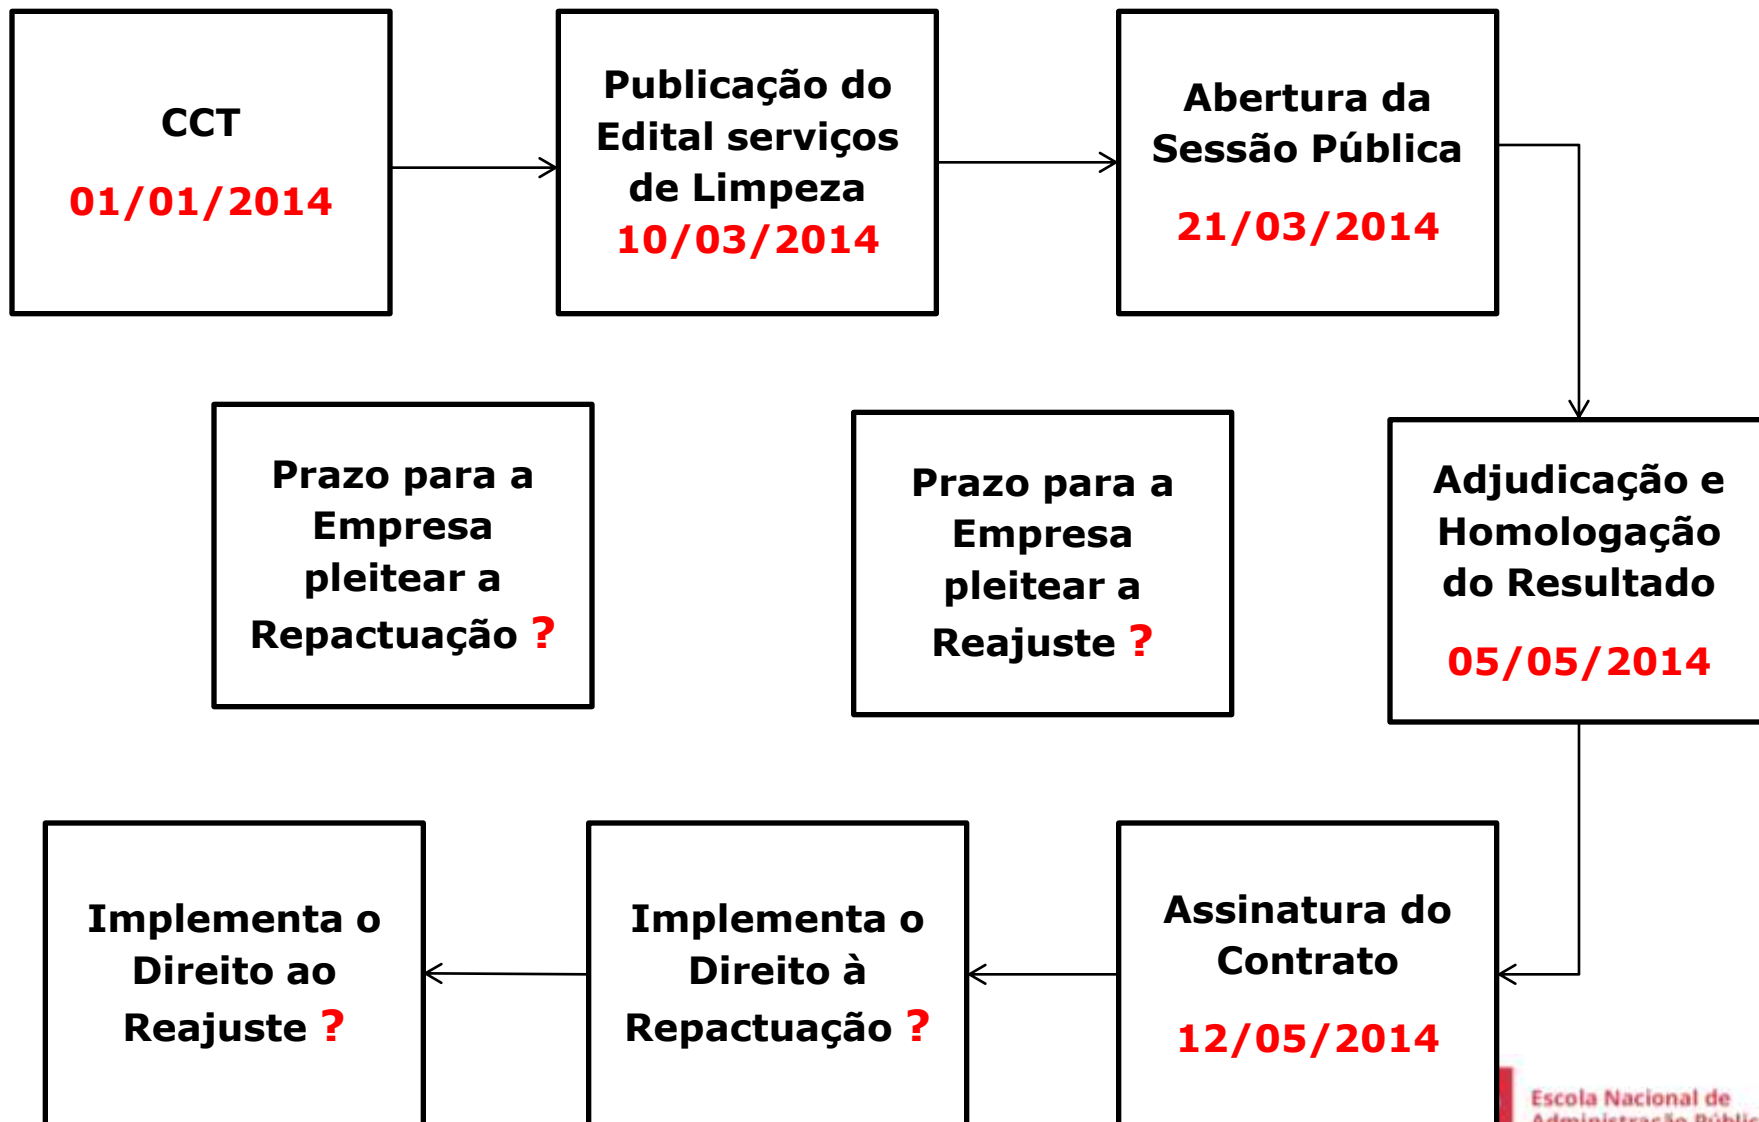 CCT
01/01/2014
Publicação do
Edital serviços
de Limpeza
10/03/2014
Abertura da
Sessão Pública
21/03/2014
Prazo para a
Empresa
pleitear a
Repactuação ?
Prazo para a
Empresa
pleitear a
Reajuste ?
Adjudicação e
Homologação
do Resultado
05/05/2014
Implementa o
Direito ao
Reajuste ?
Implementa o
Direito à
Repactuação ?
Assinatura do
Contrato
12/05/2014
Escola Nacional de